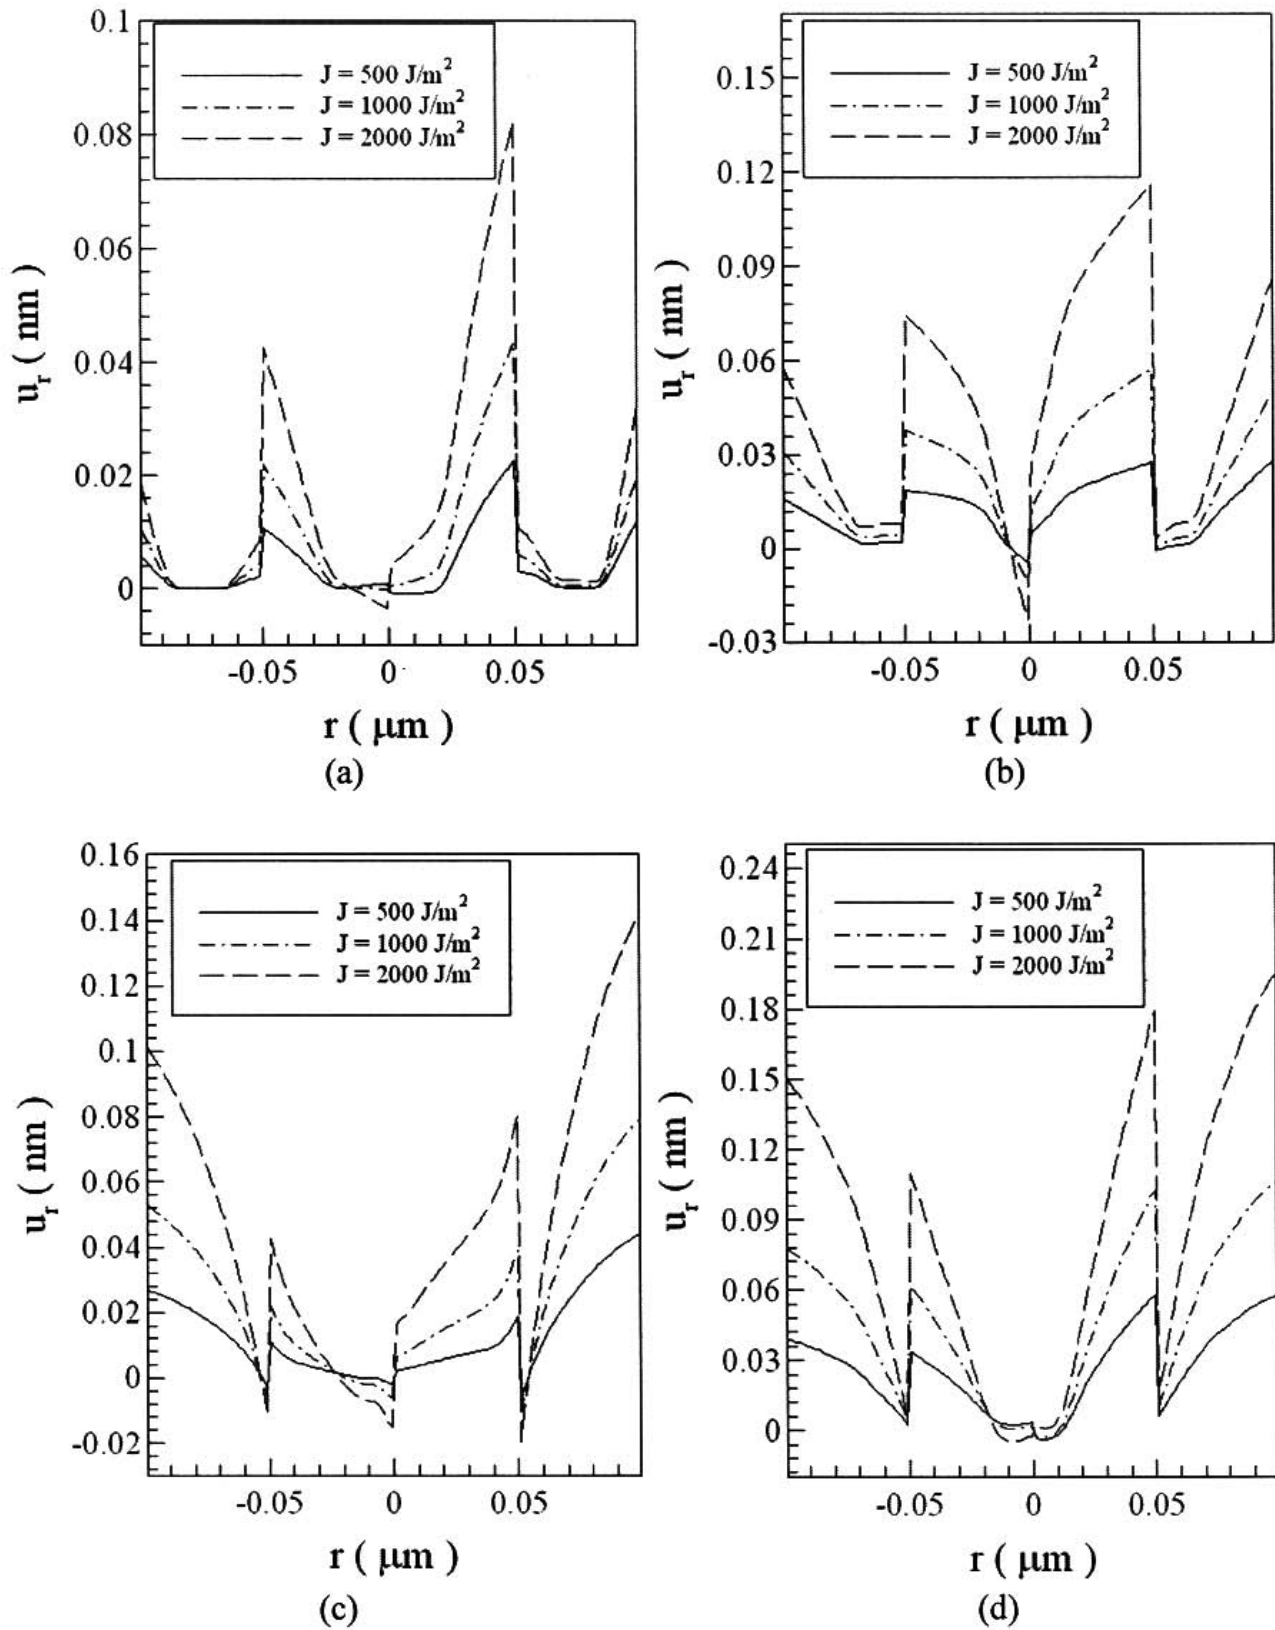 0.1
0.08
0.06
0.04
0.02
0
J = 500 J/m²
J = 1000 J/m²
J = 2000 J/m²
u_r ( nm )
-0.05 0 0.05
r ( μm )
(a)
0.15
0.12
0.09
0.06
0.03
0
-0.03
J = 500 J/m²
J = 1000 J/m²
J = 2000 J/m²
u_r ( nm )
-0.05 0 0.05
r ( μm )
(b)
0.16
0.14
0.12
0.1
0.08
0.06
0.04
0.02
0
-0.02
J = 500 J/m²
J = 1000 J/m²
J = 2000 J/m²
u_r ( nm )
-0.05 0 0.05
r ( μm )
(c)
0.24
0.21
0.18
0.15
0.12
0.09
0.06
0.03
0
J = 500 J/m²
J = 1000 J/m²
J = 2000 J/m²
u_r ( nm )
-0.05 0 0.05
r ( μm )
(d)